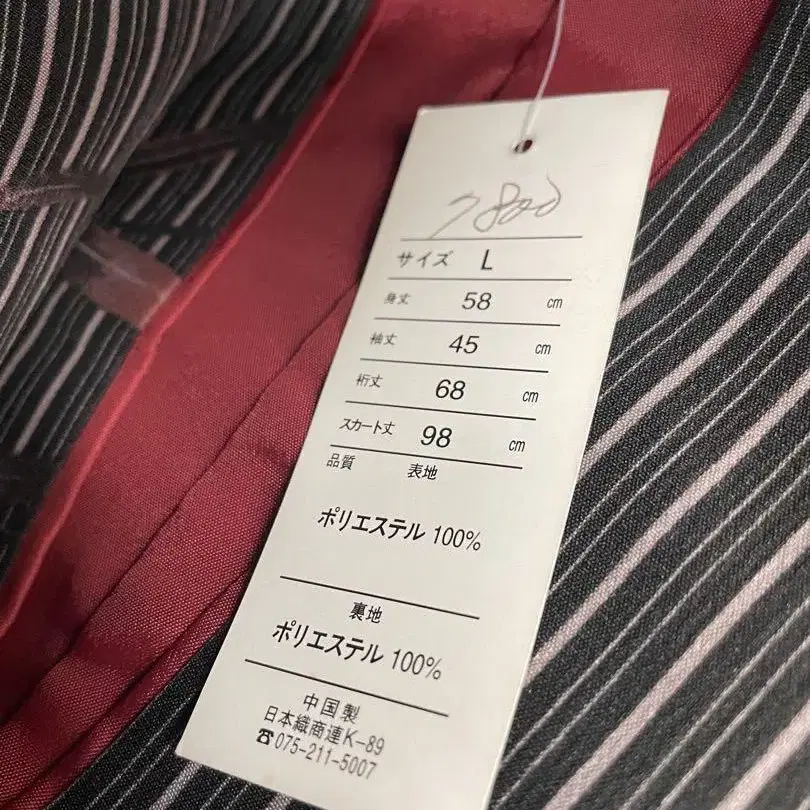 7800
サイズ L
身丈 58 cm
袖丈 45 cm
裄丈 68 cm
スカート丈 98 cm
品質 表地
ポリエステル 100%
裏地
ポリエステル 100%
中国製
日本織商連K-89
☎075-211-5007